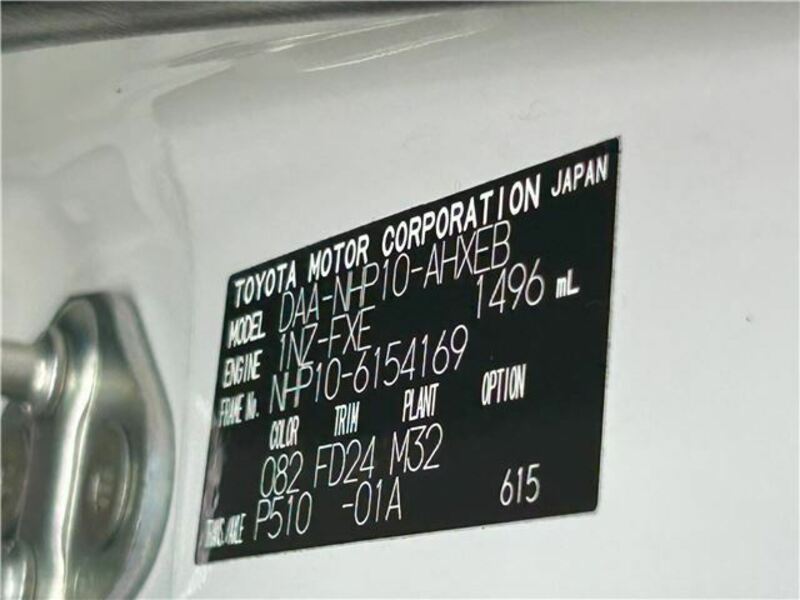 TOYOTA MOTOR CORPORATION JAPAN
MODEL DAA-NHP10-AHXEB
ENGINE 1NZ-FXE 1496 mL
FRAME No. NHP10-6154169
COLOR TRIM PLANT OPTION
082 FD24 M32
TRANS/AXLE P510 -01A 615